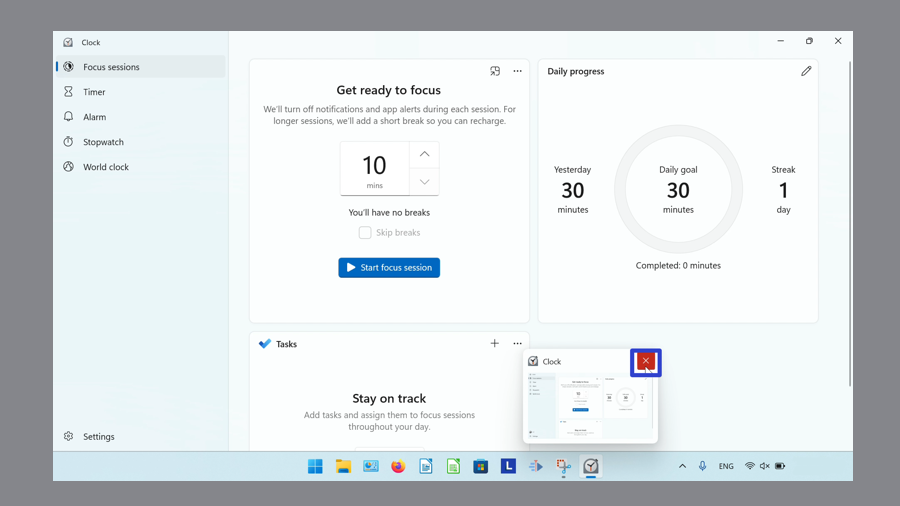 Clock
Focus sessions
Timer
Alarm
Stopwatch
World clock
Settings
Get ready to focus
We'll turn off notifications and app alerts during each session. For
longer sessions, we'll add a short break so you can recharge.
10
mins
You'll have no breaks
Skip breaks
Start focus session
Daily progress
Yesterday
30
minutes
Daily goal
30
minutes
Streak
1
day
Completed: 0 minutes
Tasks
Stay on track
Add tasks and assign them to focus sessions
throughout your day.
Clock
L
ENG